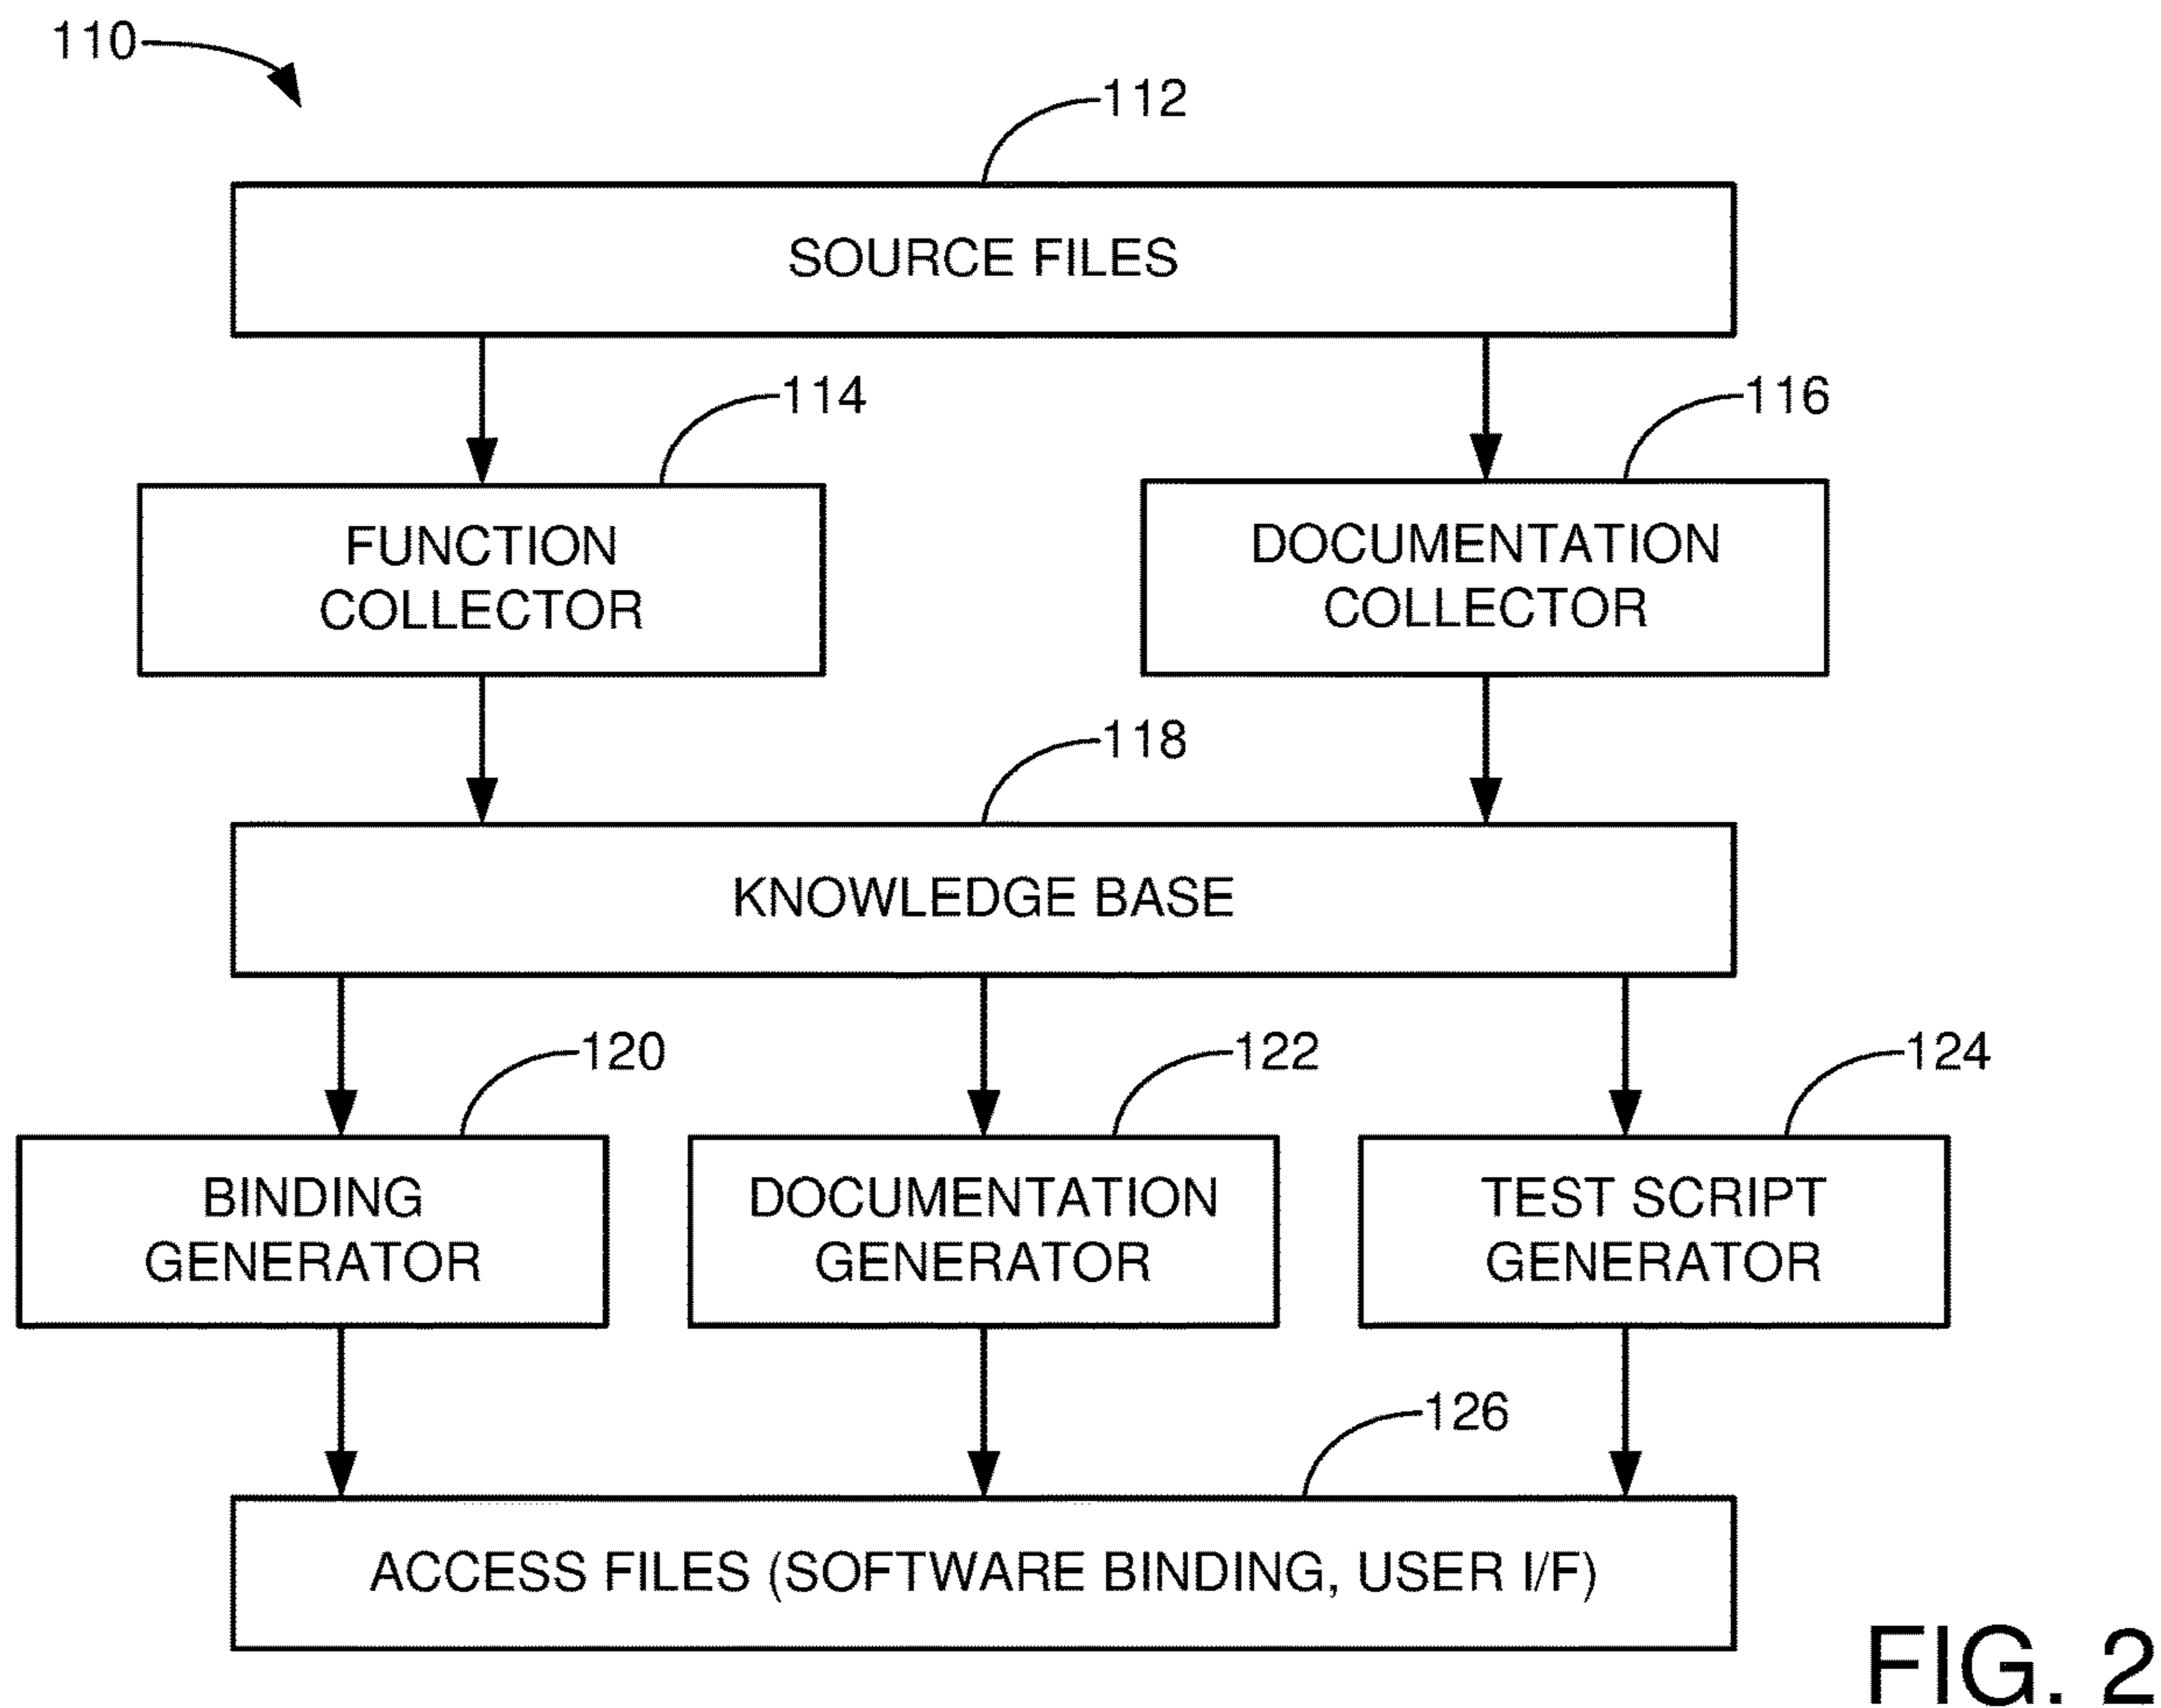 110
112
SOURCE FILES
114
116
FUNCTION
COLLECTOR
DOCUMENTATION
COLLECTOR
118
KNOWLEDGE BASE
120
122
124
BINDING
GENERATOR
DOCUMENTATION
GENERATOR
TEST SCRIPT
GENERATOR
126
ACCESS FILES (SOFTWARE BINDING, USER I/F)
FIG. 2